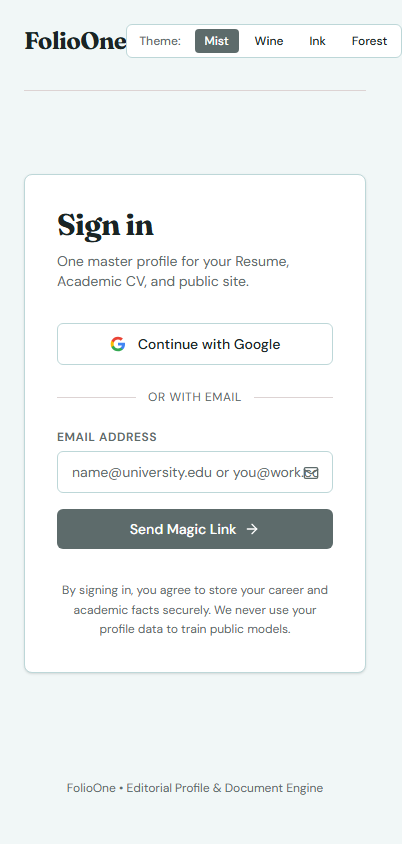 FolioOne
Theme: Mist Wine Ink Forest
Sign in
One master profile for your Resume,
Academic CV, and public site.
Continue with Google
OR WITH EMAIL
EMAIL ADDRESS
name@university.edu or you@work.
Send Magic Link →
By signing in, you agree to store your career and
academic facts securely. We never use your
profile data to train public models.
FolioOne • Editorial Profile & Document Engine